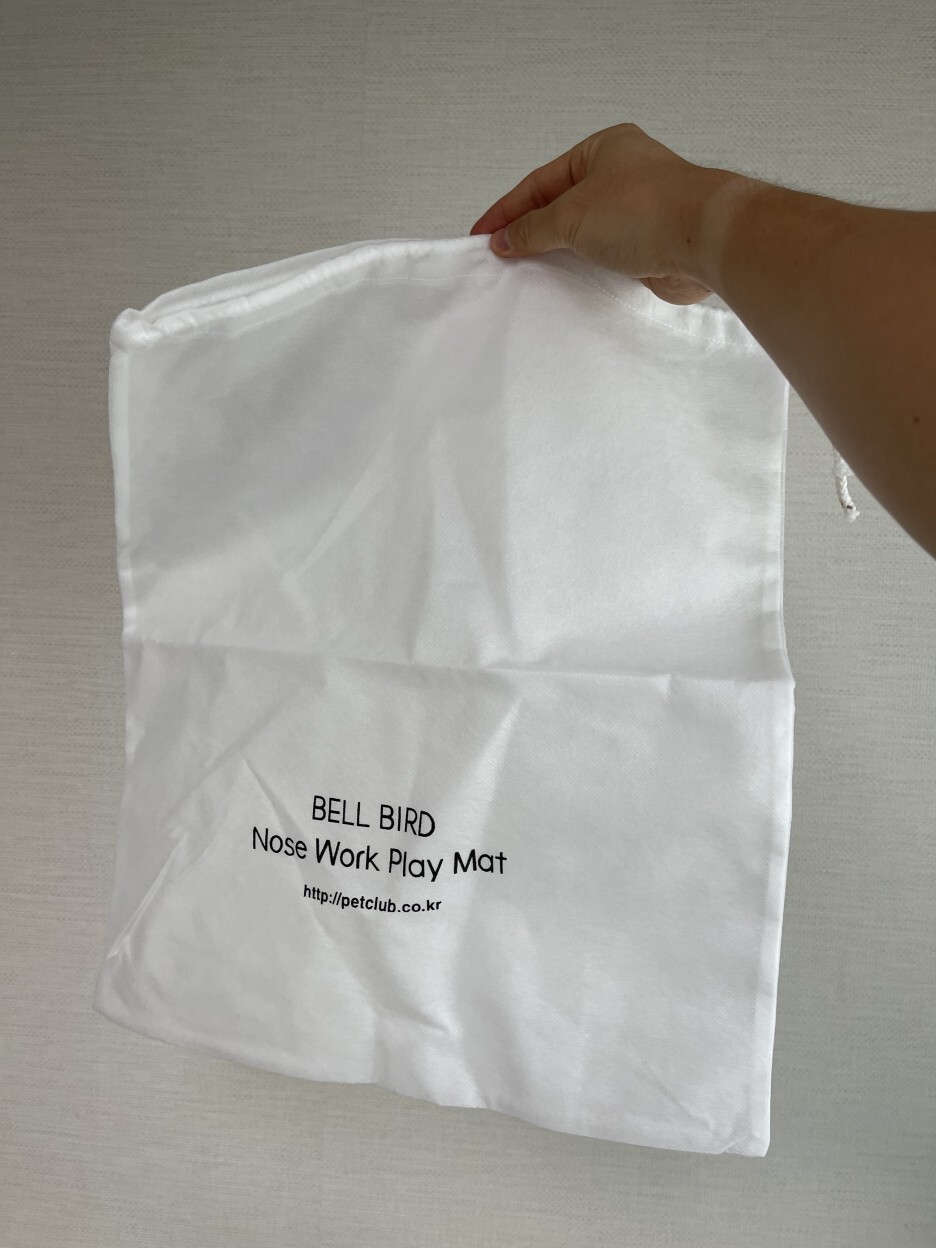 BELL BIRD
Nose Work Play Mat
http://petclub.co.kr